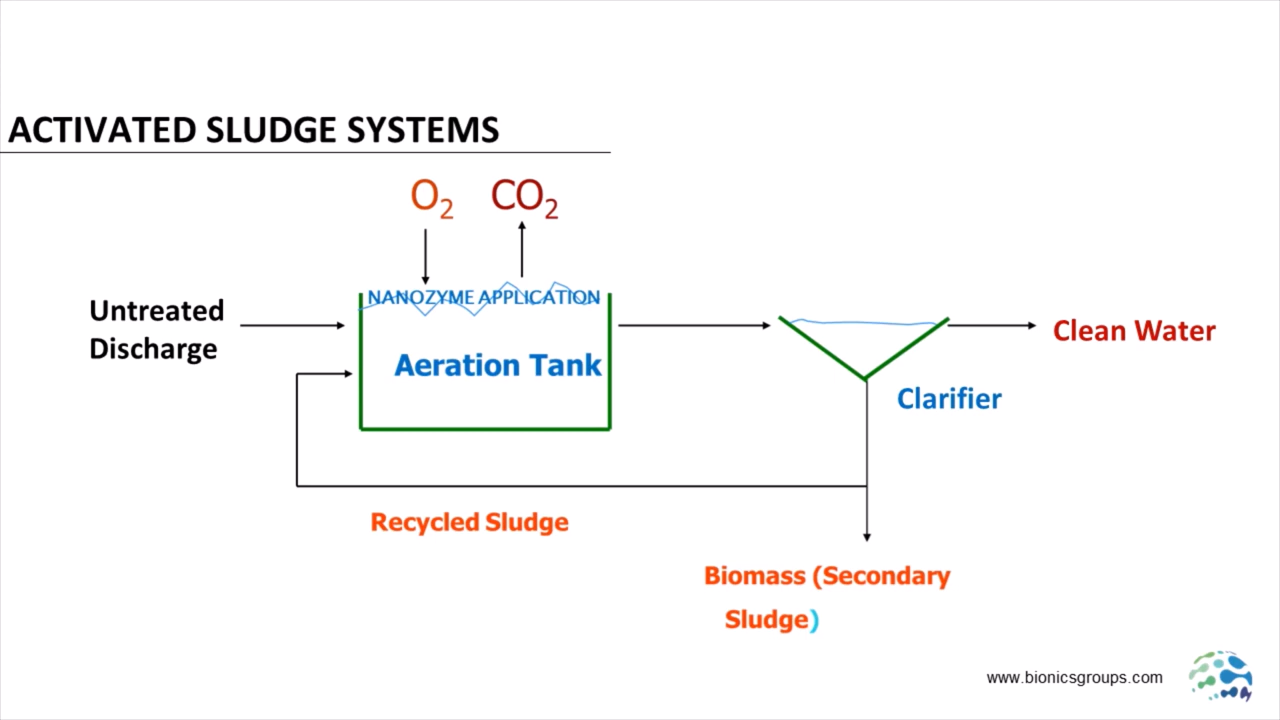 ACTIVATED SLUDGE SYSTEMS
O₂ CO₂
NANOZYME APPLICATION
Untreated
Discharge
Aeration Tank
Clean Water
Clarifier
Recycled Sludge
Biomass (Secondary
Sludge)
www.bionicsgroups.com